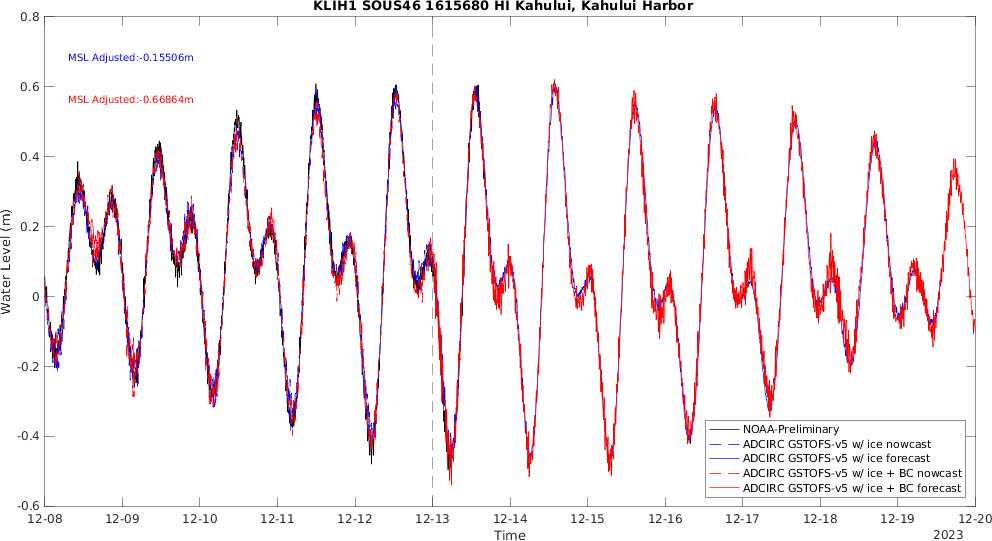 KLIH1 SOUS46 1615680 HI Kahului, Kahului Harbor
MSL Adjusted:-0.15506m
MSL Adjusted:-0.66864m
Water Level (m)
0.8
0.6
0.4
0.2
0
-0.2
-0.4
-0.6
NOAA-Preliminary
ADCIRC GSTOFS-v5 w/ ice nowcast
ADCIRC GSTOFS-v5 w/ ice forecast
ADCIRC GSTOFS-v5 w/ ice + BC nowcast
ADCIRC GSTOFS-v5 w/ ice + BC forecast
12-08 12-09 12-10 12-11 12-12 12-13 12-14 12-15 12-16 12-17 12-18 12-19 12-20
Time
2023